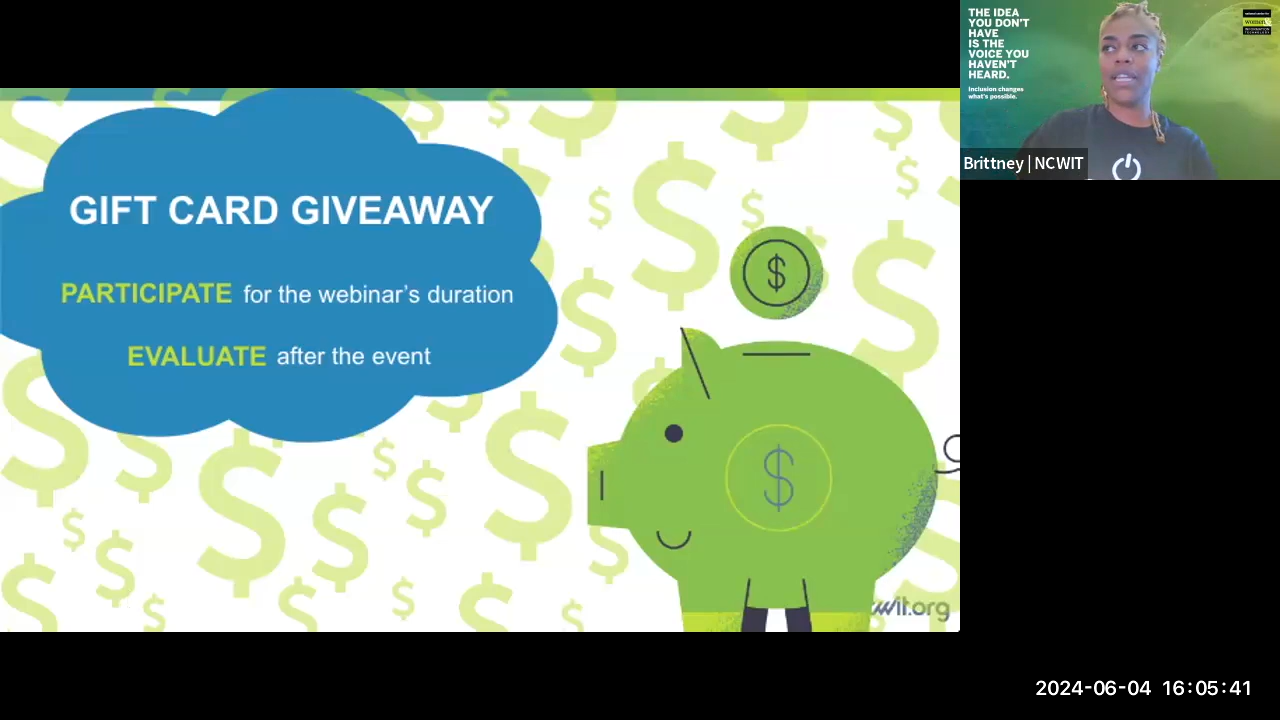 GIFT CARD GIVEAWAY
PARTICIPATE for the webinar's duration
EVALUATE after the event
wit.org
THE IDEA
YOU DON'T
HAVE
IS THE
VOICE YOU
HAVEN'T
HEARD.
Inclusion changes
what's possible.
women
Brittney | NCWIT
2024-06-04 16:05:41